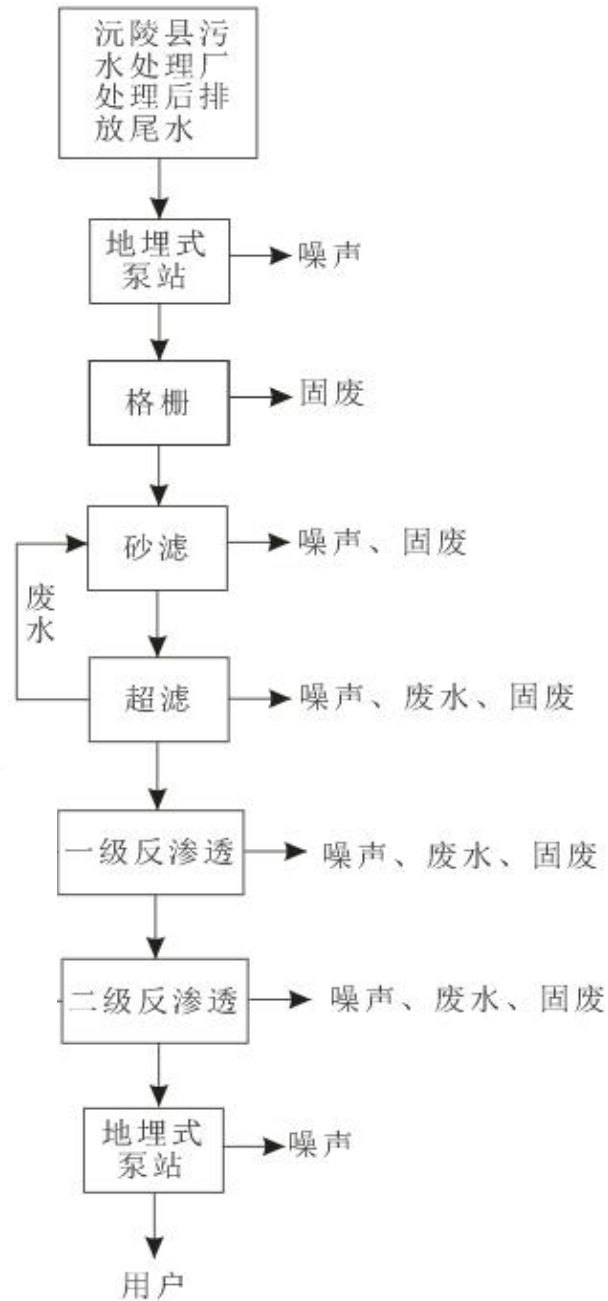 沅陵县污
水处理厂
处理后排
放尾水
地埋式
泵站
噪声
格栅
固废
砂滤
噪声、固废
废
水
超滤
噪声、废水、固废
一级反渗透
噪声、废水、固废
二级反渗透
噪声、废水、固废
地埋式
泵站
噪声
用户